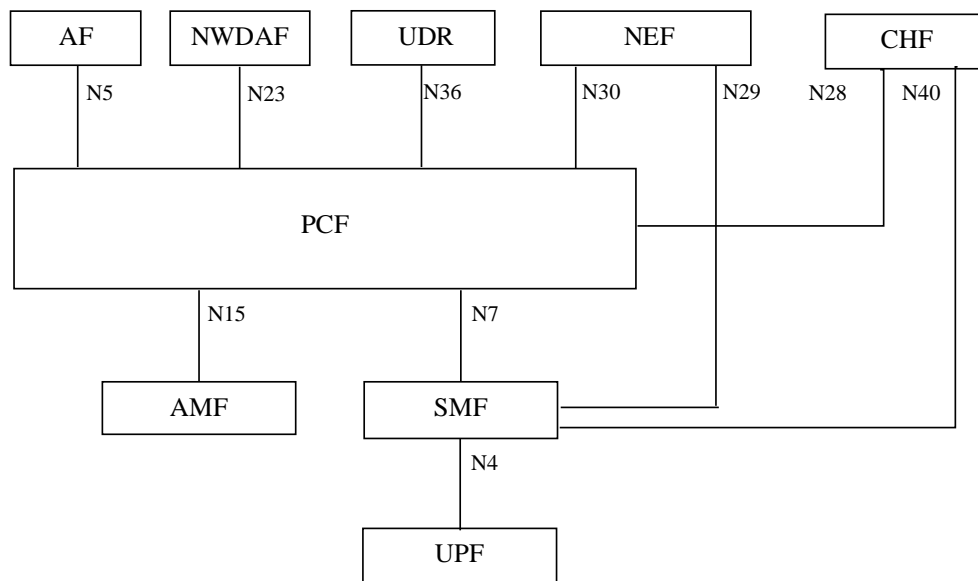 AF
NWDAF
UDR
NEF
CHF
N5
N23
N36
N30
N29
N28
N40
PCF
N15
N7
AMF
SMF
N4
UPF